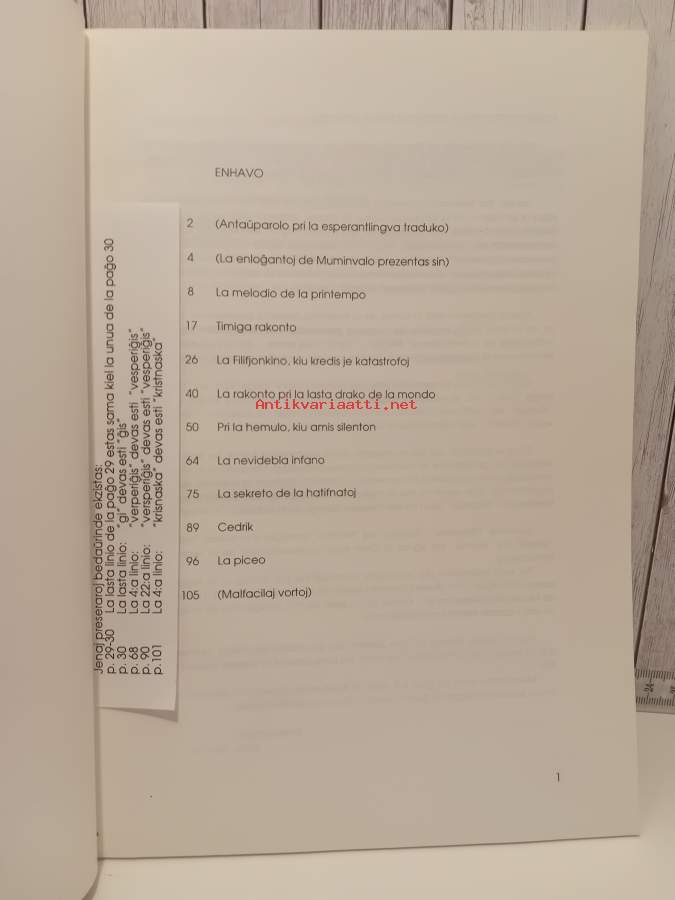 ENHAVO
2 (Antaŭparolo pri la esperantlingva traduko)
4 (La enloĝantoj de Muminvalo prezentas sin)
8 La melodio de la printempo
17 Timiga rakonto
26 La Filifjonkino, kiu kredis je katastrofoj
40 La rakonto pri la lasta drako de la mondo
Antikvariaatti.net
50 Pri la hemulo, kiu amis silenton
64 La nevidebla infano
75 La sekreto de la hatifnatoj
89 Cedrik
96 La piceo
105 (Malfacilaj vortoj)
1
Jenaj preseraroj bedaŭrinde ekzistas:
p. 29-30 La lasta linio de la paĝo 29 estas sama kiel la unua de la paĝo 30
p. 30 La lasta linio: "gi" devas esti "ĝis"
p. 68 La 4:a linio: "verperiĝis" devas esti "vesperiĝis"
p. 90 La 22:a linio: "versperiĝis" devas esti "vesperiĝis"
p.101 La 4:a linio: "krisnaska" devas esti "kristnaska"
24